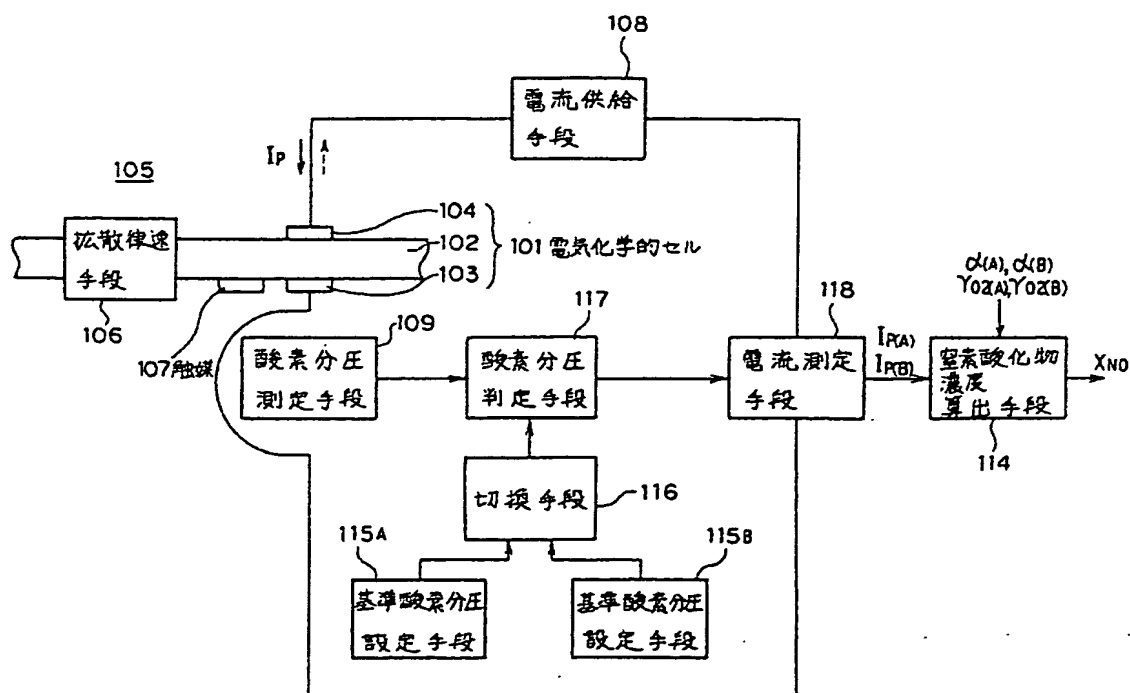 108
電流供給
手段
IP
105
104
102
101 電気化学的セル
103
拡散律速
手段
106
107触媒
109
酸素分圧
測定手段
117
酸素分圧
判定手段
118
電流測定
手段
IP(A)
IP(B)
α(A),α(B)
γO2(A),γO2(B)
窒素酸化物
濃度
算出手段
114
XNO
切換手段
116
115A
基準酸素分圧
設定手段
115B
基準酸素分圧
設定手段